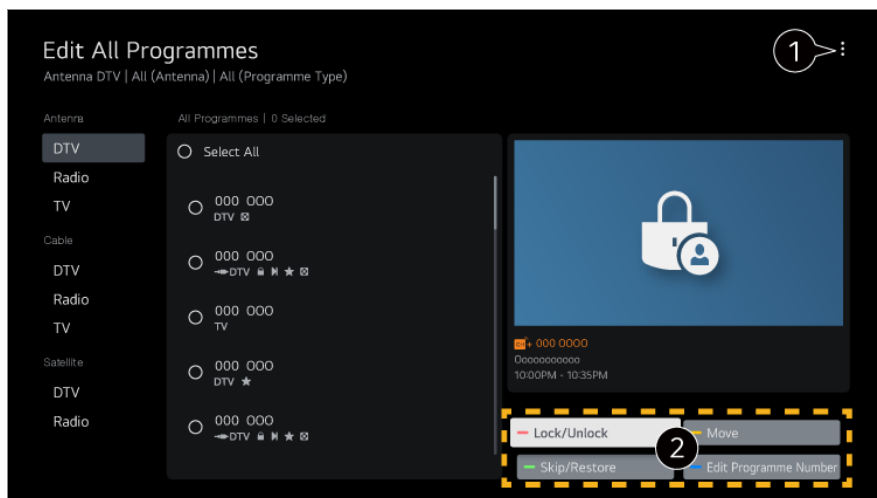 Edit All Programmes
1
Antenna DTV | All (Antenna) | All (Programme Type)
Antenna
All Programmes | 0 Selected
DTV
Select All
Radio
TV
000 000
DTV
Cable
000 000
DTV
DTV
Radio
000 000
TV
TV
Satellite
000 000
DTV
DTV
Radio
000 000
DTV
CH+ 000 0000
Ooooooooooo
10:00PM - 10:35PM
Lock/Unlock
Move
2
Skip/Restore
Edit Programme Number